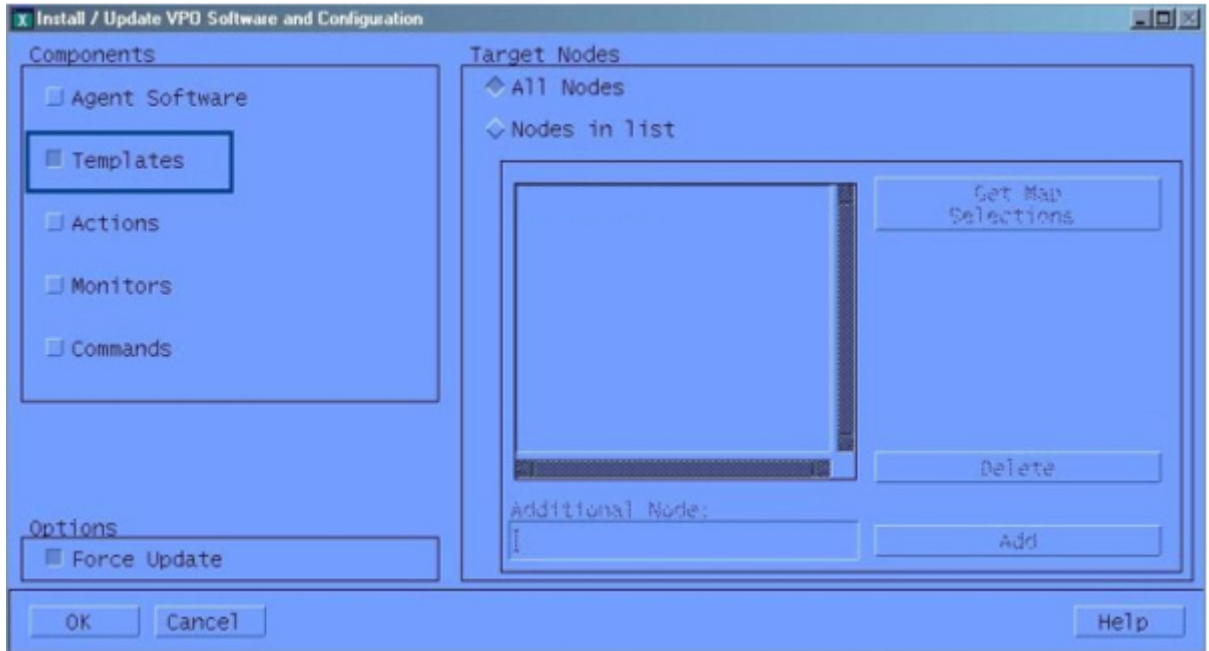 Install / Update VPO Software and Configuration
Components
Agent Software
Templates
Actions
Monitors
Commands
Options
Force Update
Target Nodes
All Nodes
Nodes in list
Get Map
Selections
Delete
Additional Node:
Add
OK
Cancel
Help